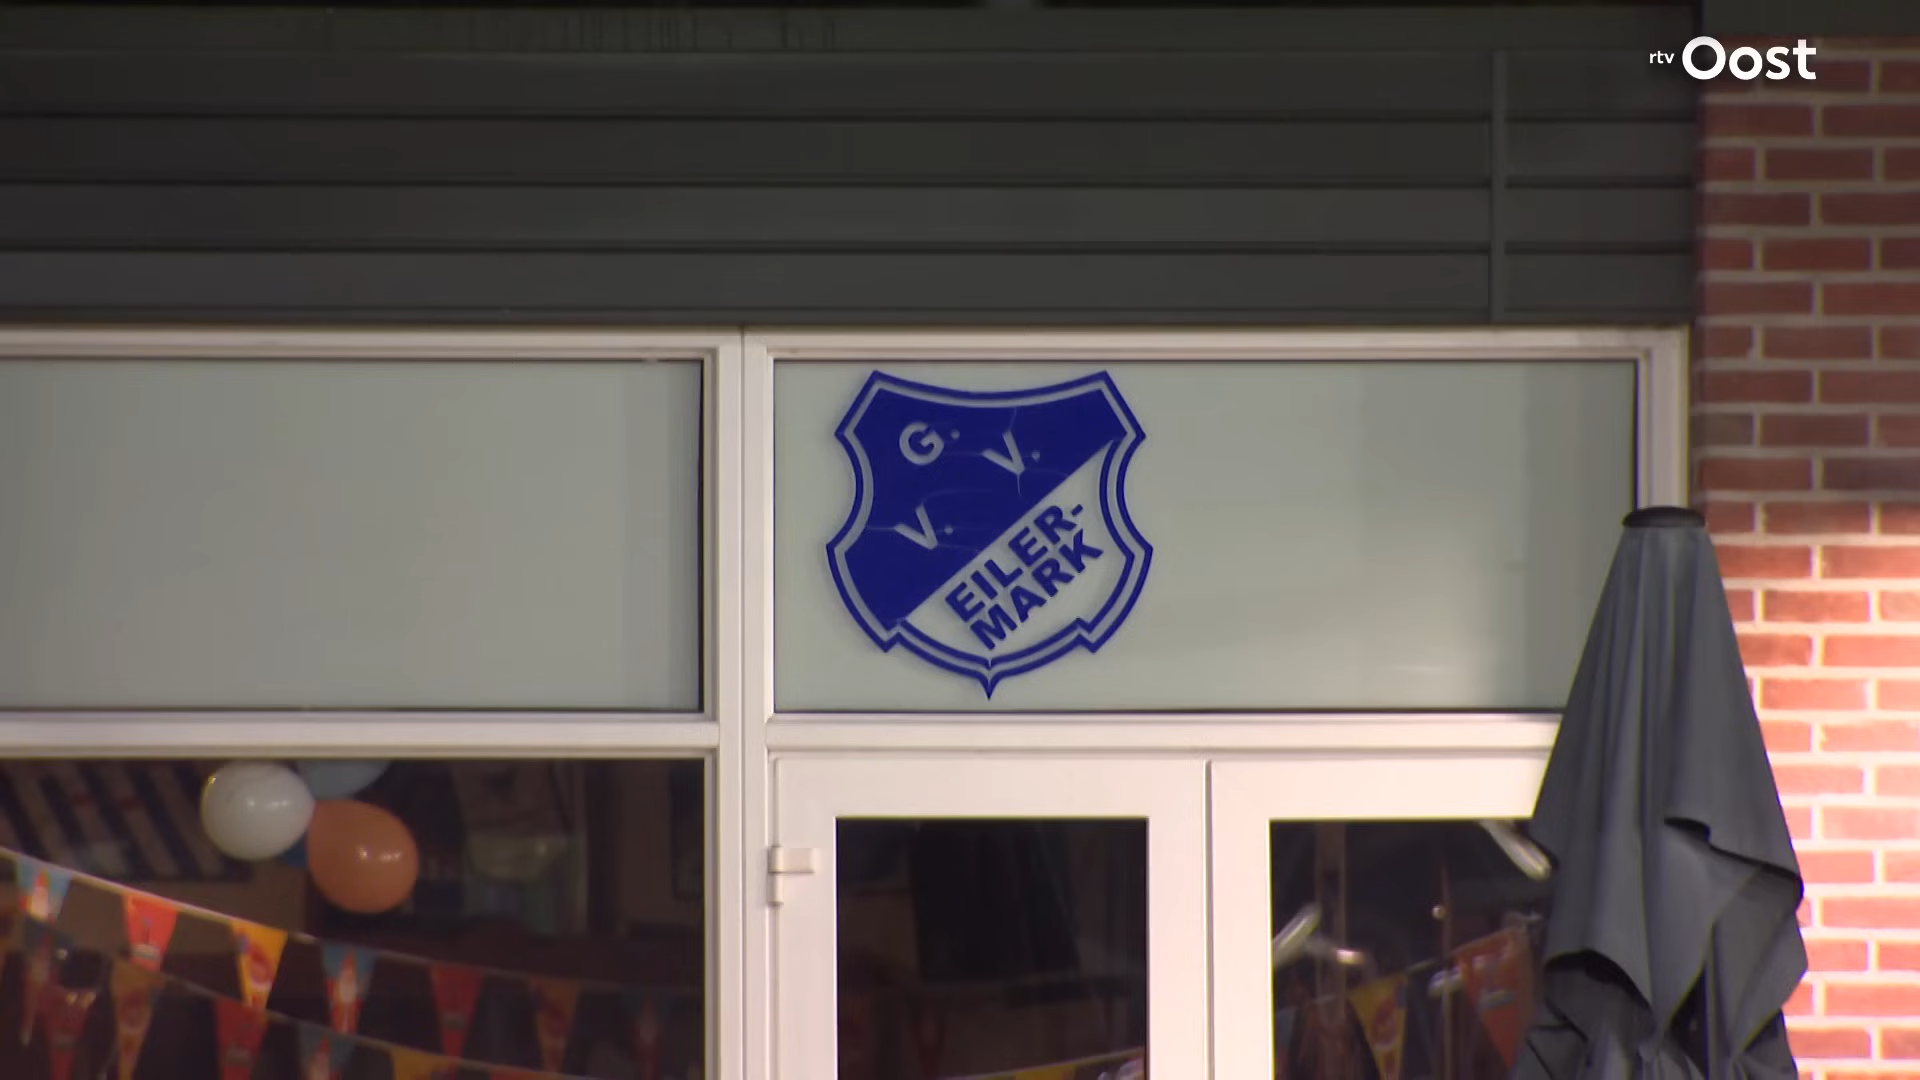 rtv Oost
G. V.
V.
EILER-
MARK